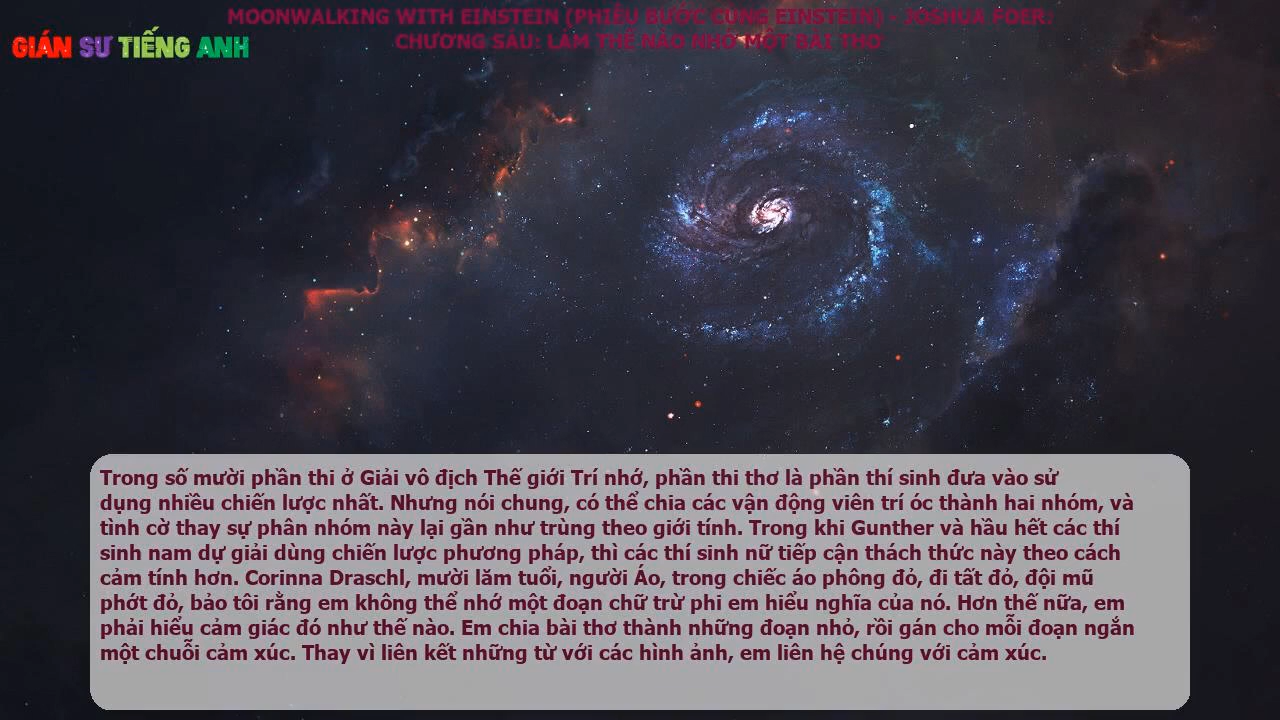 MOONWALKING WITH EINSTEIN (PHIÊU BƯỚC CÙNG EINSTEIN) - JOSHUA FOER:
CHƯƠNG SÁU: LÀM THẾ NÀO NHỚ MỘT BÀI THƠ
GIÁN SƯ TIẾNG ANH
Trong số mười phần thi ở Giải vô địch Thế giới Trí nhớ, phần thi thơ là phần thí sinh đưa vào sử
dụng nhiều chiến lược nhất. Nhưng nói chung, có thể chia các vận động viên trí óc thành hai nhóm, và
tình cờ thay sự phân nhóm này lại gần như trùng theo giới tính. Trong khi Gunther và hầu hết các thí
sinh nam dự giải dùng chiến lược phương pháp, thì các thí sinh nữ tiếp cận thách thức này theo cách
cảm tính hơn. Corinna Draschl, mười lăm tuổi, người Áo, trong chiếc áo phông đỏ, đi tất đỏ, đội mũ
phớt đỏ, bảo tôi rằng em không thể nhớ một đoạn chữ trừ phi em hiểu nghĩa của nó. Hơn thế nữa, em
phải hiểu cảm giác đó như thế nào. Em chia bài thơ thành những đoạn nhỏ, rồi gán cho mỗi đoạn ngắn
một chuỗi cảm xúc. Thay vì liên kết những từ với các hình ảnh, em liên hệ chúng với cảm xúc.